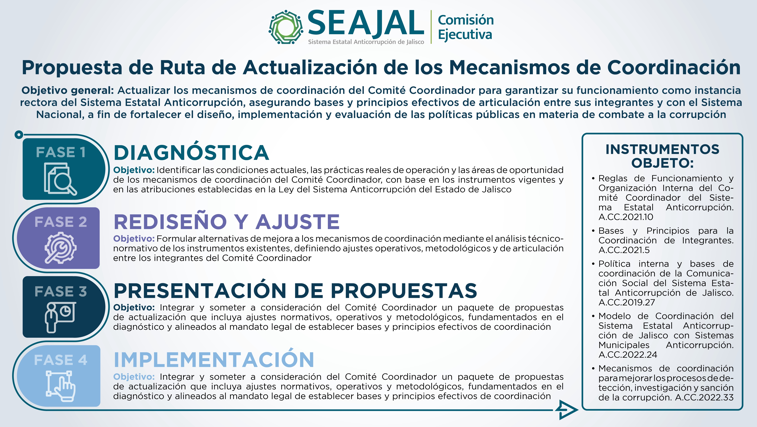 SEAJAL
Sistema Estatal Anticorrupción de Jalisco
Comisión
Ejecutiva
Propuesta de Ruta de Actualización de los Mecanismos de Coordinación
Objetivo general: Actualizar los mecanismos de coordinación del Comité Coordinador para garantizar su funcionamiento como instancia
rectora del Sistema Estatal Anticorrupción, asegurando bases y principios efectivos de articulación entre sus integrantes y con el Sistema
Nacional, a fin de fortalecer el diseño, implementación y evaluación de las políticas públicas en materia de combate a la corrupción
FASE 1
DIAGNÓSTICA
Objetivo: Identificar las condiciones actuales, las prácticas reales de operación y las áreas de oportunidad
de los mecanismos de coordinación del Comité Coordinador, con base en los instrumentos vigentes y
en las atribuciones establecidas en la Ley del Sistema Anticorrupción del Estado de Jalisco
FASE 2
REDISEÑO Y AJUSTE
Objetivo: Formular alternativas de mejora a los mecanismos de coordinación mediante el análisis técnico-
normativo de los instrumentos existentes, definiendo ajustes operativos, metodológicos y de articulación
entre los integrantes del Comité Coordinador
FASE 3
PRESENTACIÓN DE PROPUESTAS
Objetivo: Integrar y someter a consideración del Comité Coordinador un paquete de propuestas
de actualización que incluya ajustes normativos, operativos y metodológicos, fundamentados en el
diagnóstico y alineados al mandato legal de establecer bases y principios efectivos de coordinación
FASE 4
IMPLEMENTACIÓN
Objetivo: Integrar y someter a consideración del Comité Coordinador un paquete de propuestas
de actualización que incluya ajustes normativos, operativos y metodológicos, fundamentados en el
diagnóstico y alineados al mandato legal de establecer bases y principios efectivos de coordinación
INSTRUMENTOS
OBJETO:
• Reglas de Funcionamiento y
Organización Interna del Co-
mité Coordinador del Siste-
ma Estatal Anticorrupción.
A.CC.2021.10
• Bases y Principios para la
Coordinación de Integrantes.
A.CC.2021.5
• Política interna y bases de
coordinación de la Comunica-
ción Social del Sistema Esta-
tal Anticorrupción de Jalisco.
A.CC.2019.27
• Modelo de Coordinación del
Sistema Estatal Anticorrup-
ción de Jalisco con Sistemas
Municipales Anticorrupción.
A.CC.2022.24
• Mecanismos de coordinación
para mejorar los procesos de de-
tección, investigación y sanción
de la corrupción. A.CC.2022.33